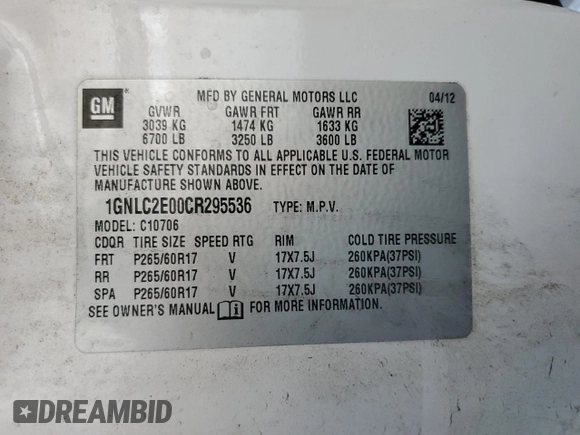 GM
MFD BY GENERAL MOTORS LLC 04/12
GVWR GAWR FRT GAWR RR
3039 KG 1474 KG 1633 KG
6700 LB 3250 LB 3600 LB
THIS VEHICLE CONFORMS TO ALL APPLICABLE U.S. FEDERAL MOTOR
VEHICLE SAFETY STANDARDS IN EFFECT ON THE DATE OF
MANUFACTURE SHOWN ABOVE.
1GNLC2E00CR295536 TYPE: M.P.V.
MODEL: C10706
CDQR TIRE SIZE SPEED RTG RIM COLD TIRE PRESSURE
FRT P265/60R17 V 17X7.5J 260KPA(37PSI)
RR P265/60R17 V 17X7.5J 260KPA(37PSI)
SPA P265/60R17 V 17X7.5J 260KPA(37PSI)
SEE OWNER'S MANUAL FOR MORE INFORMATION.
DREAMBID